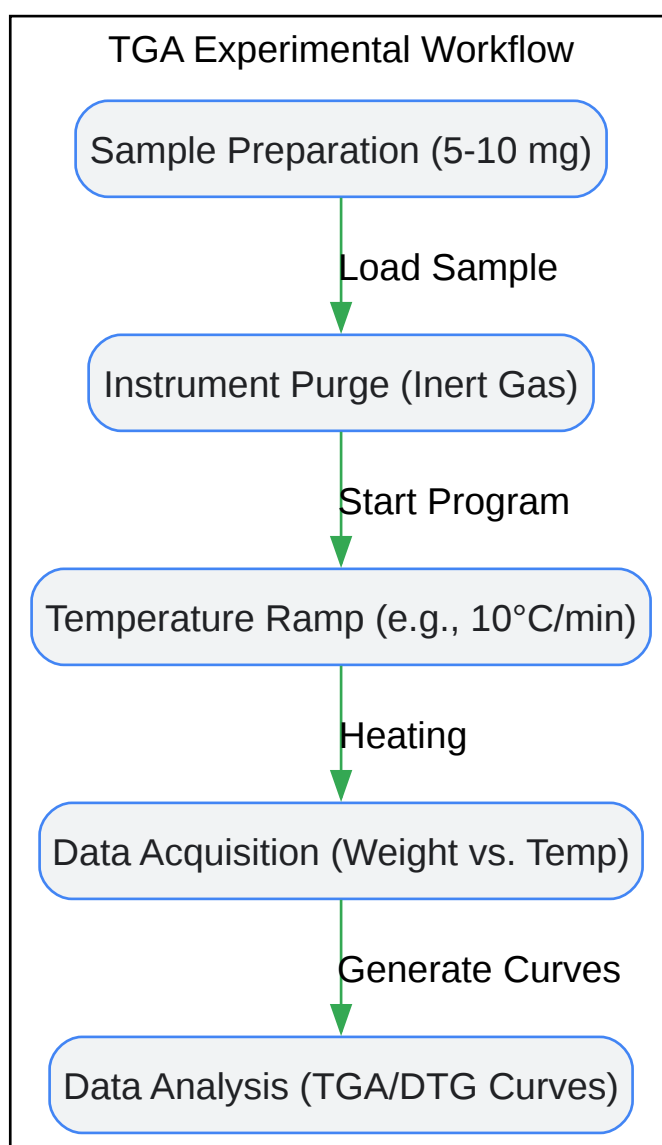 TGA Experimental Workflow
Sample Preparation (5-10 mg)
Load Sample
Instrument Purge (Inert Gas)
Start Program
Temperature Ramp (e.g., 10°C/min)
Heating
Data Acquisition (Weight vs. Temp)
Generate Curves
Data Analysis (TGA/DTG Curves)